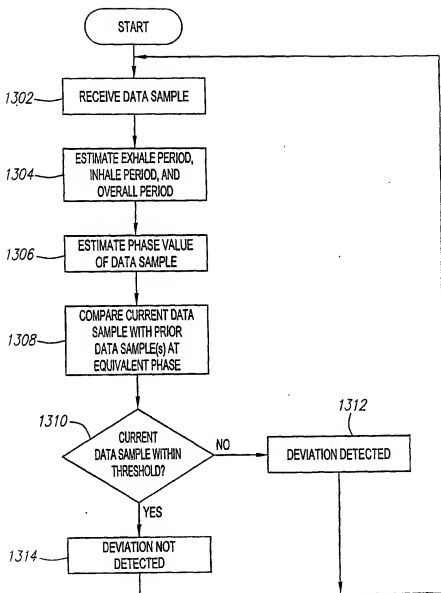 START
1302
RECEIVE DATA SAMPLE
1304
ESTIMATE EXHALE PERIOD,
INHALE PERIOD, AND
OVERALL PERIOD
1306
ESTIMATE PHASE VALUE
OF DATA SAMPLE
1308
COMPARE CURRENT DATA
SAMPLE WITH PRIOR
DATA SAMPLE(S) AT
EQUIVALENT PHASE
1310
CURRENT
DATA SAMPLE WITHIN
THRESHOLD?
NO
1312
DEVIATION DETECTED
YES
1314
DEVIATION NOT
DETECTED